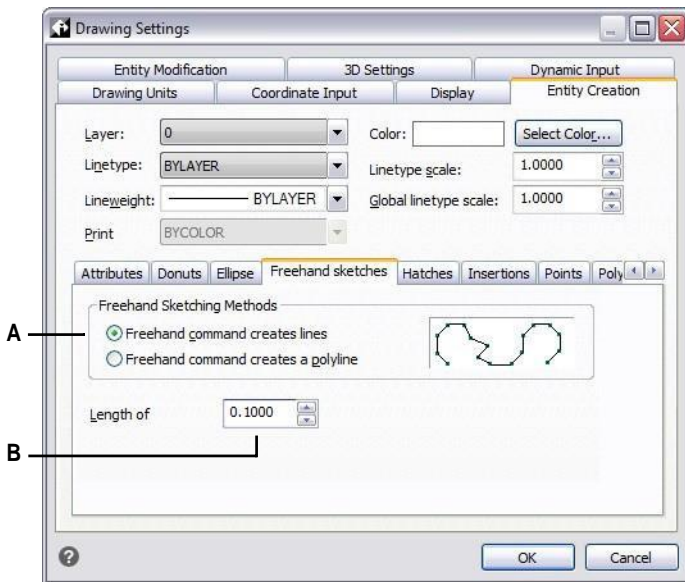 Drawing Settings
Entity Modification 3D Settings Dynamic Input
Drawing Units Coordinate Input Display Entity Creation
Layer: 0 Color: Select Color...
Linetype: BYLAYER Linetype scale: 1.0000
Lineweight: BYLAYER Global linetype scale: 1.0000
Print BYCOLOR
Attributes Donuts Ellipse Freehand sketches Hatches Insertions Points Poly
Freehand Sketching Methods
A
Freehand command creates lines
Freehand command creates a polyline
Length of 0.1000
B
? OK Cancel